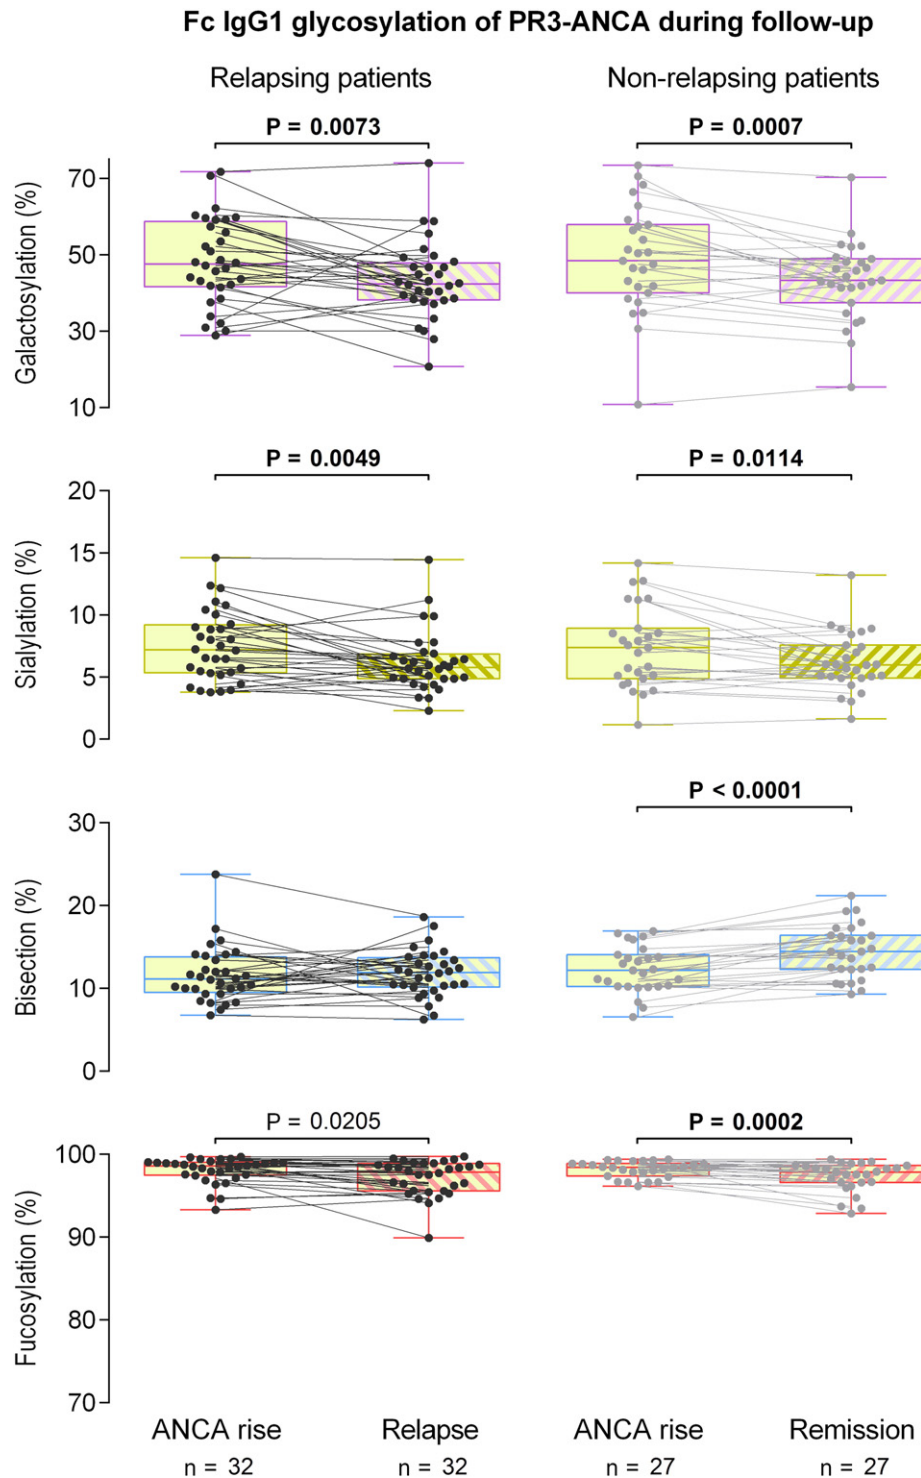 Fc IgG1 glycosylation of PR3-ANCA during follow-up
Relapsing patients
Non-relapsing patients
P = 0.0073
P = 0.0007
Galactosylation (%)
70
50
30
10
P = 0.0049
P = 0.0114
Sialylation (%)
20
15
10
5
0
P < 0.0001
Bisection (%)
30
20
10
0
P = 0.0205
P = 0.0002
Fucosylation (%)
100
90
80
70
ANCA rise
Relapse
ANCA rise
Remission
n = 32
n = 32
n = 27
n = 27